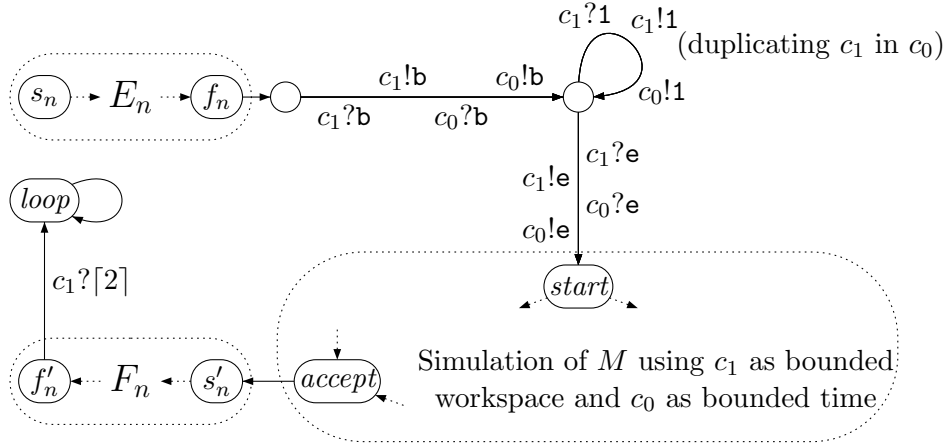 c₁?1 c₁!1
(duplicating c₁ in c₀)
sₙ Eₙ fₙ
c₁!b c₀!b
c₁?b c₀?b
c₀!1
c₁?e
c₁!e
c₀?e
c₀!e
loop
start
c₁?⌈2⌉
Simulation of M using c₁ as bounded
workspace and c₀ as bounded time
f′ₙ Fₙ s′ₙ accept